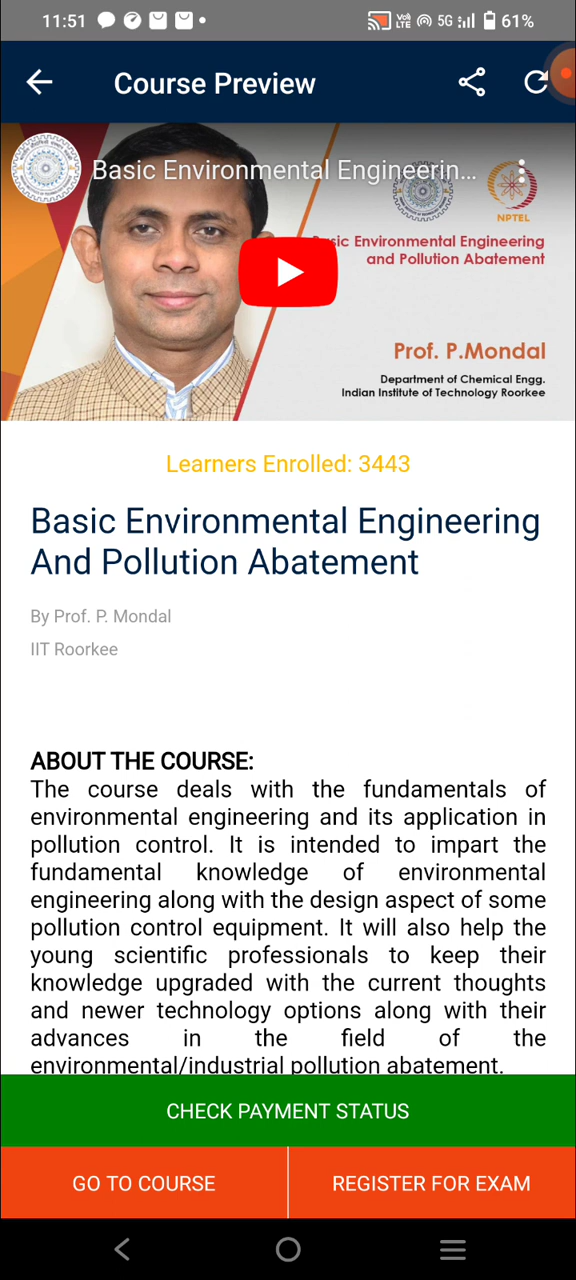 11:51
Vo) LTE 5G 61%
Course Preview
Basic Environmental Engineerin...
NPTEL
sic Environmental Engineering
and Pollution Abatement
Prof. P.Mondal
Department of Chemical Engg.
Indian Institute of Technology Roorkee
Learners Enrolled: 3443
Basic Environmental Engineering
And Pollution Abatement
By Prof. P. Mondal
IIT Roorkee
ABOUT THE COURSE:
The course deals with the fundamentals of
environmental engineering and its application in
pollution control. It is intended to impart the
fundamental knowledge of environmental
engineering along with the design aspect of some
pollution control equipment. It will also help the
young scientific professionals to keep their
knowledge upgraded with the current thoughts
and newer technology options along with their
advances in the field of the
environmental/industrial pollution abatement.
CHECK PAYMENT STATUS
GO TO COURSE
REGISTER FOR EXAM